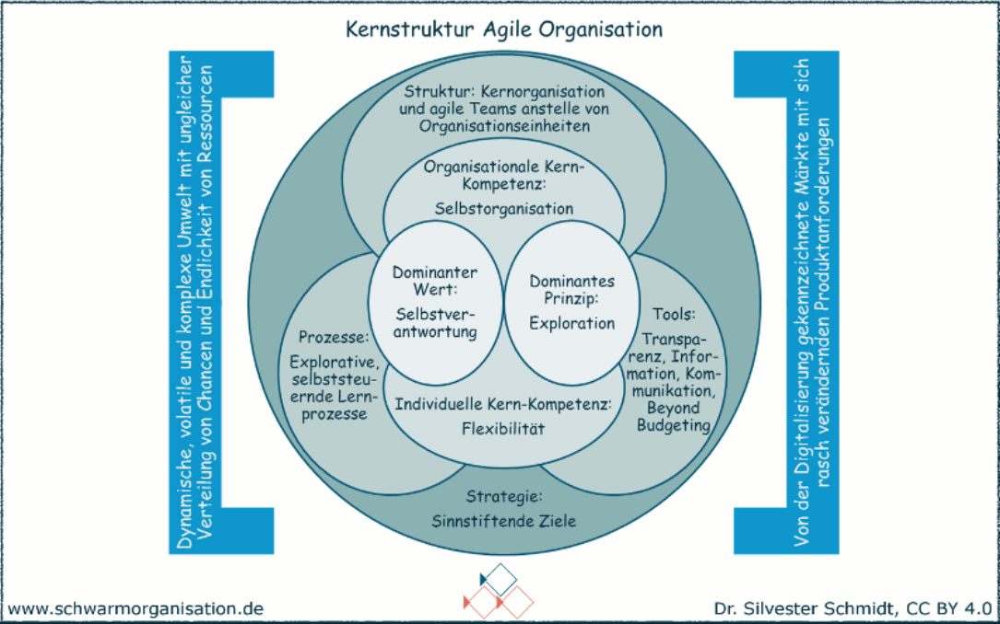 Kernstruktur Agile Organisation
Dynamische, volatile und komplexe Umwelt mit ungleicher
Verteilung von Chancen und Endlichkeit von Ressourcen
Struktur: Kernorganisation
und agile Teams anstelle von
Organisationseinheiten
Organisationale Kern-
Kompetenz:
Selbstorganisation
Dominanter
Wert:
Selbstver-
antwortung
Dominantes
Prinzip:
Exploration
Prozesse:
Explorative,
selbststeu-
ernde Lern-
prozesse
Tools:
Transpa-
renz, Infor-
mation, Kom-
munikation,
Beyond
Budgeting
Individuelle Kern-Kompetenz:
Flexibilität
Strategie:
Sinnstiftende Ziele
Von der Digitalisierung gekennzeichnete Märkte mit sich
rasch verändernden Produktanforderungen
www.schwarmorganisation.de
Dr. Silvester Schmidt, CC BY 4.0